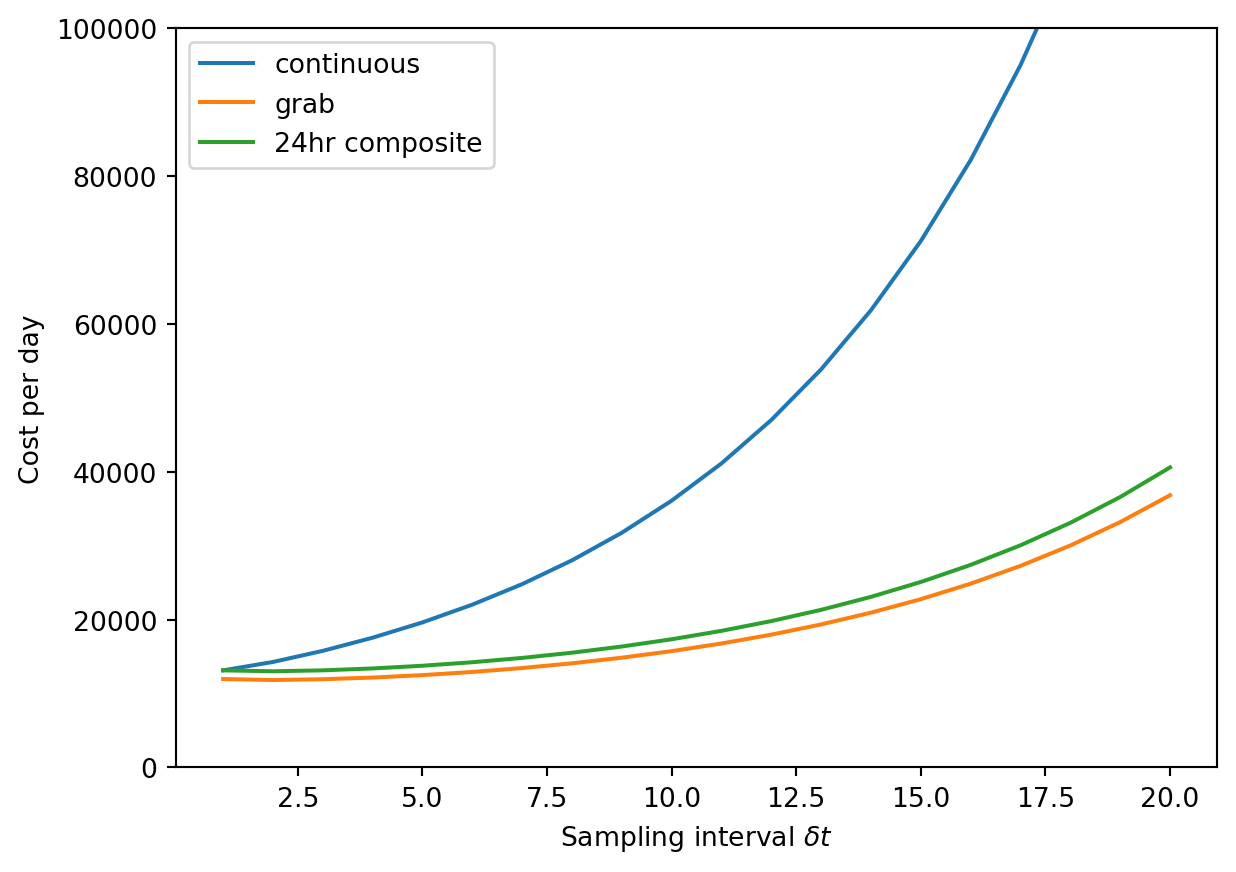 100000
80000
60000
40000
20000
0
Cost per day
continuous
grab
24hr composite
2.5 5.0 7.5 10.0 12.5 15.0 17.5 20.0
Sampling interval δt